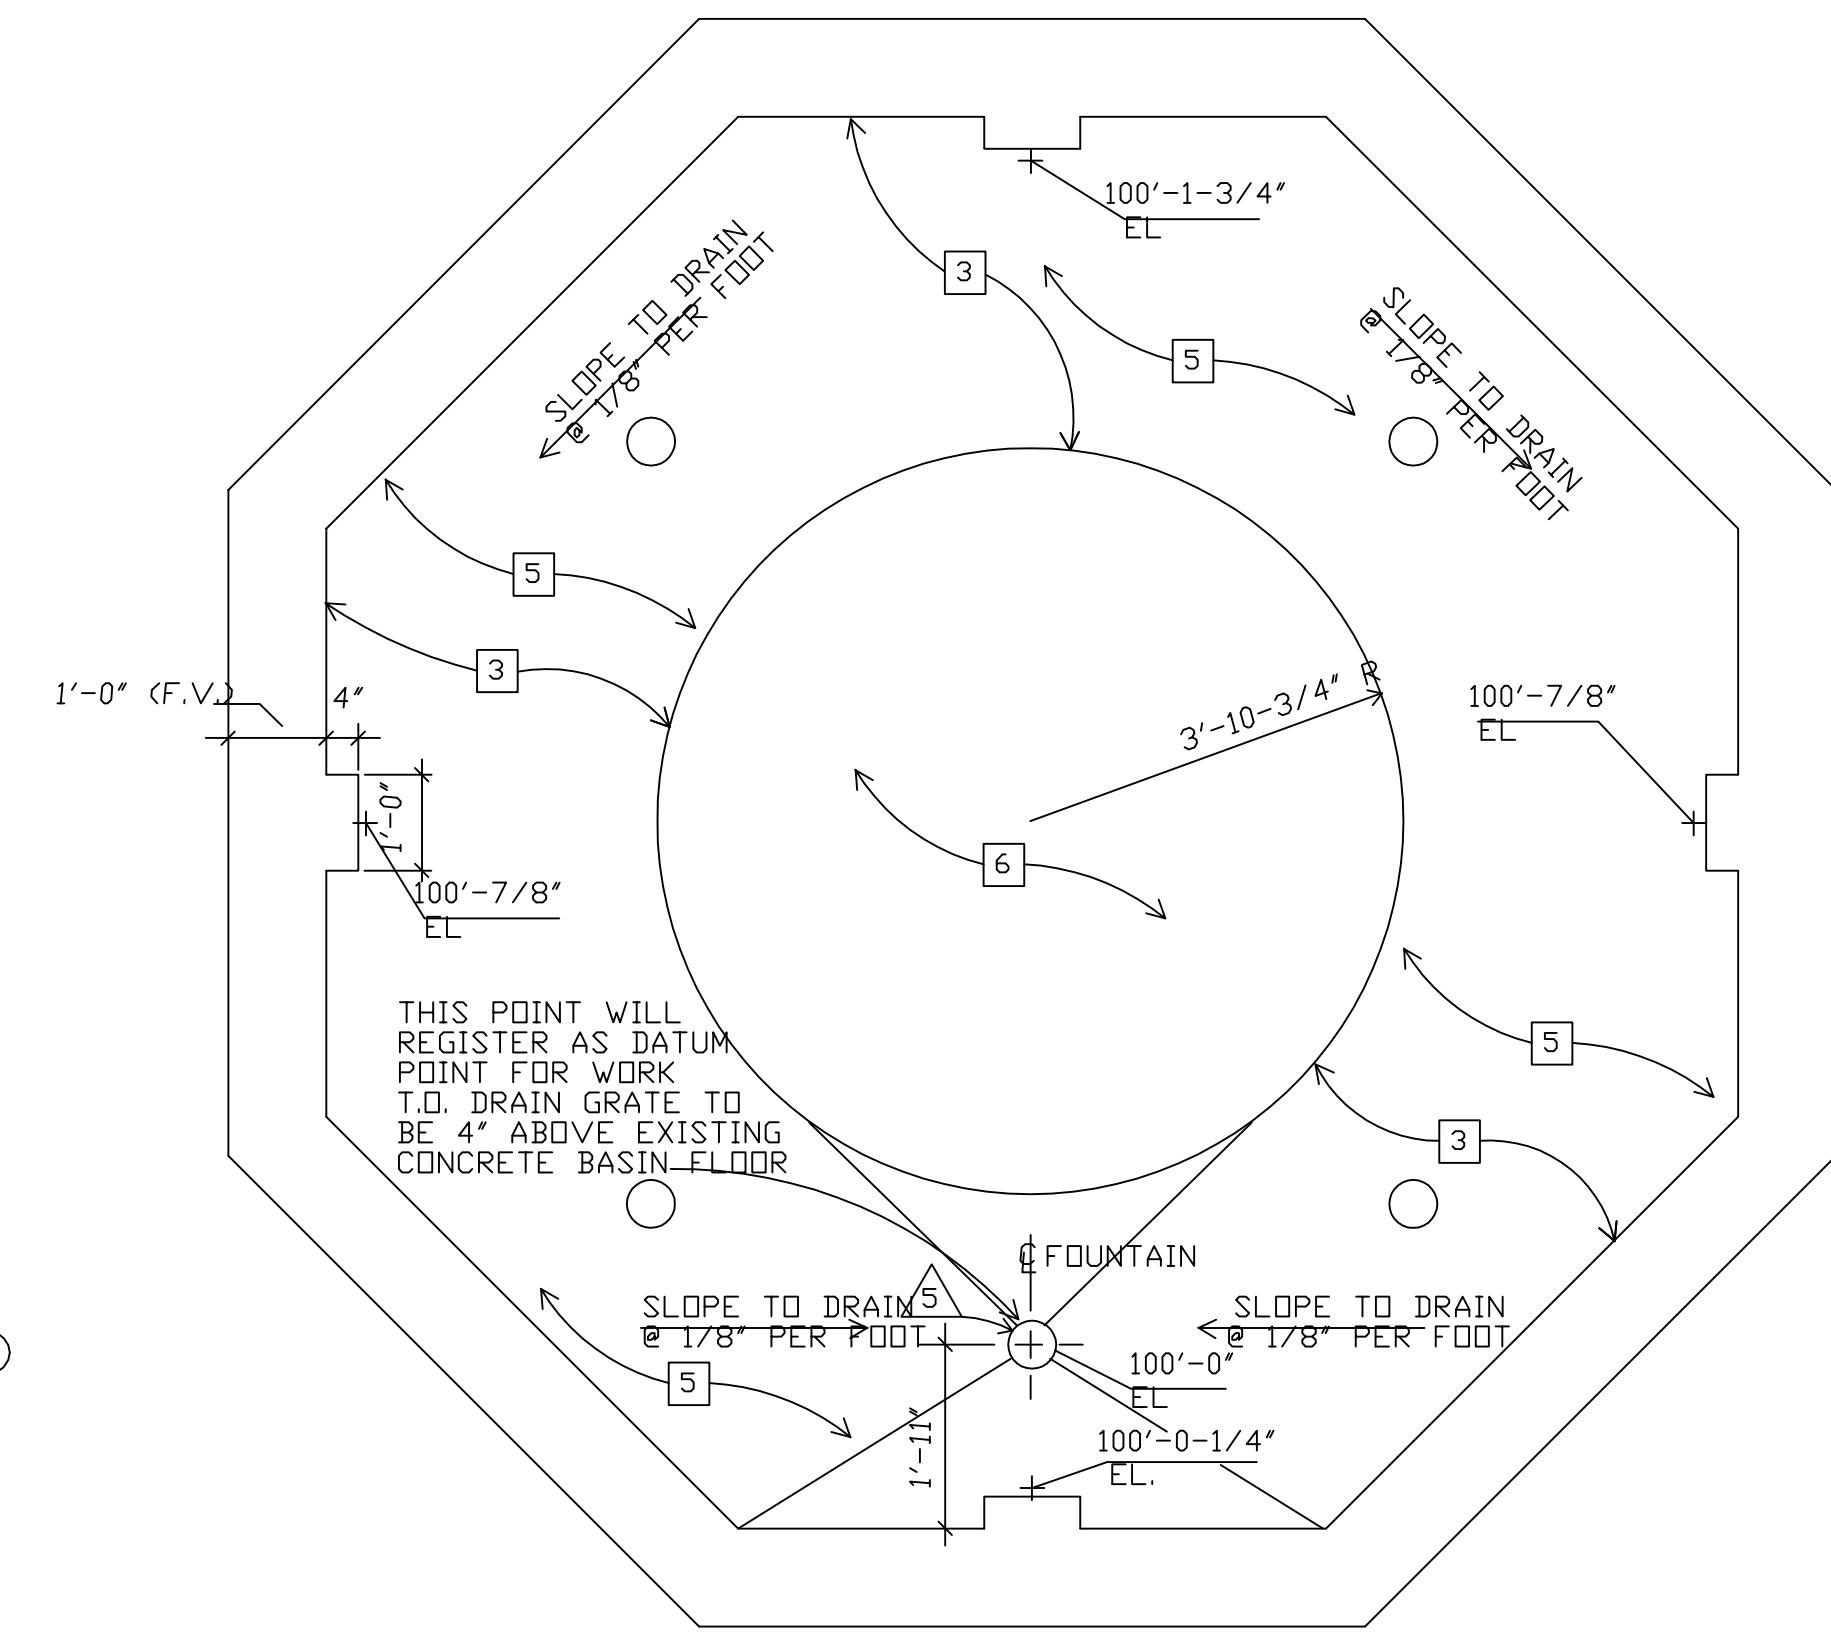 100'-1-3/4"
EL
SLOPE TO DRAIN
@ 1/8" PER FOOT
3
5
SLOPE TO DRAIN
@ 1/8" PER FOOT
5
3
1'-0" (F.V.)
4"
3'-10-3/4" R
100'-7/8"
EL
1'-0"
6
100'-7/8"
EL
THIS POINT WILL
REGISTER AS DATUM
POINT FOR WORK
T.O. DRAIN GRATE TO
BE 4" ABOVE EXISTING
CONCRETE BASIN FLOOR
5
3
℄ FOUNTAIN
SLOPE TO DRAIN
@ 1/8" PER FOOT
5
SLOPE TO DRAIN
@ 1/8" PER FOOT
100'-0"
EL
5
1'-11"
100'-0-1/4"
EL.